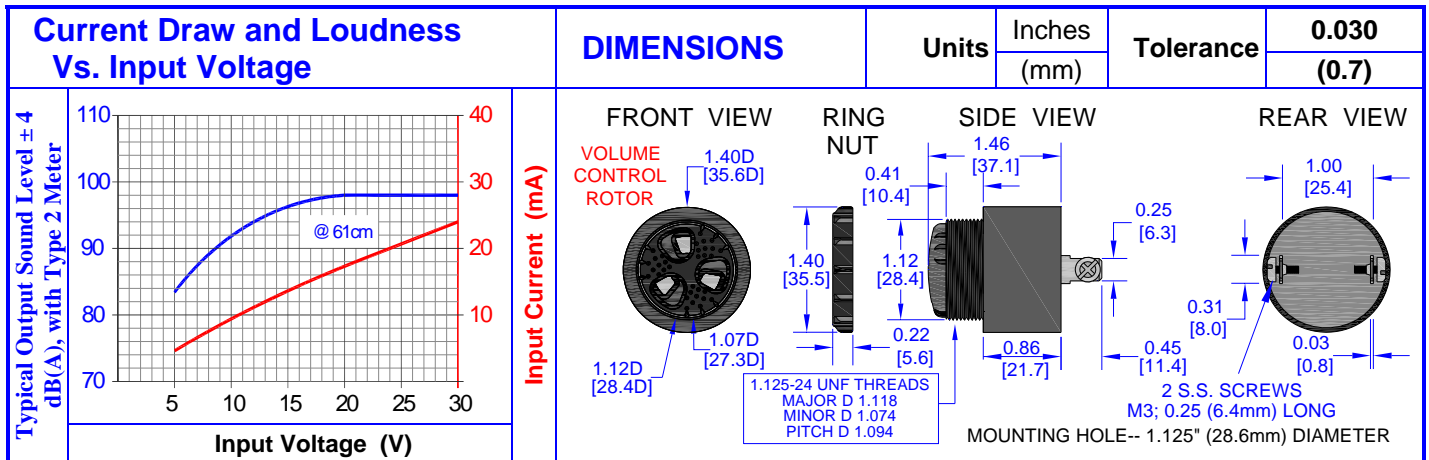 Current Draw and Loudness
Vs. Input Voltage
DIMENSIONS
Units
Inches
(mm)
Tolerance
0.030
(0.7)
Typical Output Sound Level ± 4
dB(A), with Type 2 Meter
110
100
90
80
70
@ 61cm
5
10
15
20
25
30
Input Voltage (V)
40
30
20
10
Input Current (mA)
FRONT VIEW
VOLUME
CONTROL
ROTOR
1.40D
[35.6D]
1.12D
[28.4D]
1.07D
[27.3D]
RING
NUT
1.40
[35.5]
0.22
[5.6]
SIDE VIEW
1.46
[37.1]
0.41
[10.4]
1.12
[28.4]
0.25
[6.3]
0.86
[21.7]
0.45
[11.4]
1.125-24 UNF THREADS
MAJOR D 1.118
MINOR D 1.074
PITCH D 1.094
REAR VIEW
1.00
[25.4]
0.31
[8.0]
0.03
[0.8]
2 S.S. SCREWS
M3; 0.25 (6.4mm) LONG
MOUNTING HOLE-- 1.125" (28.6mm) DIAMETER